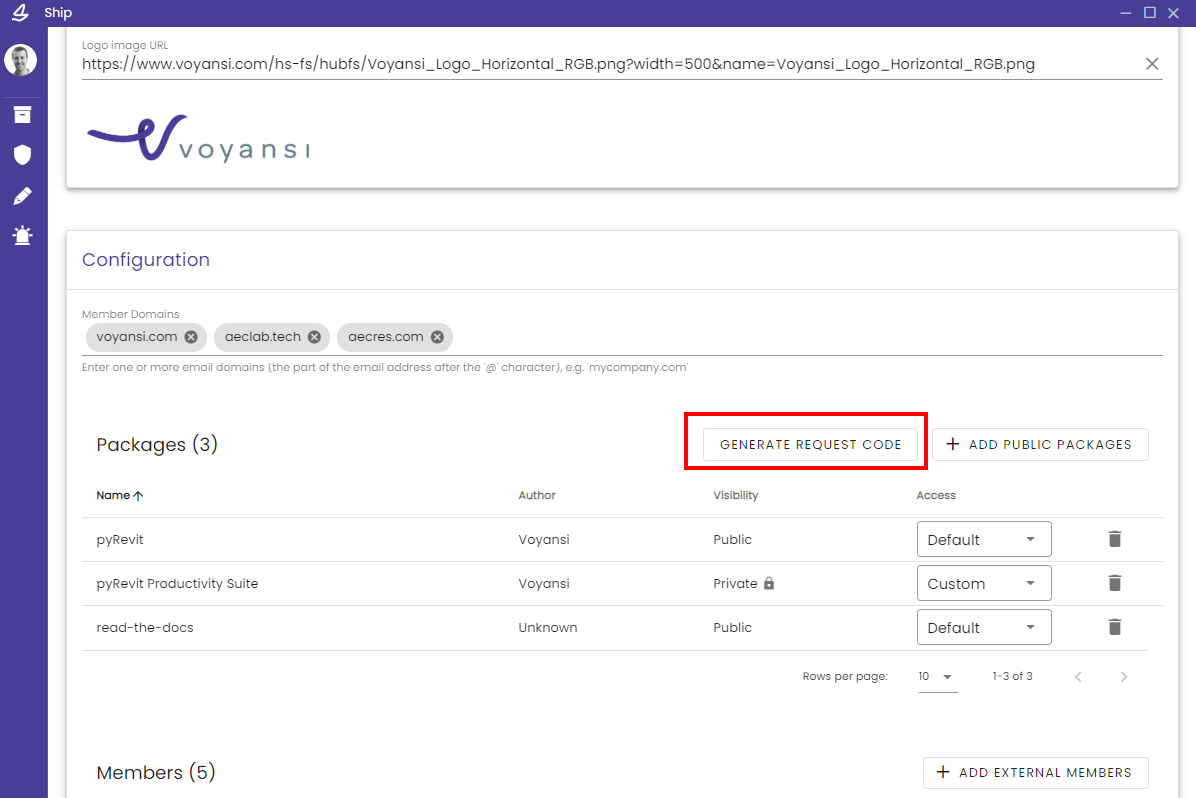 Ship
Logo image URL
https://www.voyansi.com/hs-fs/hubfs/Voyansi_Logo_Horizontal_RGB.png?width=500&name=Voyansi_Logo_Horizontal_RGB.png
voyansi
Configuration
Member Domains
voyansi.com aeclab.tech aecres.com
Enter one or more email domains (the part of the email address after the '@' character), e.g. 'mycompany.com'
Packages (3) GENERATE REQUEST CODE + ADD PUBLIC PACKAGES
Name Author Visibility Access
pyRevit Voyansi Public Default
pyRevit Productivity Suite Voyansi Private Custom
read-the-docs Unknown Public Default
Rows per page: 10 1-3 of 3
Members (5) + ADD EXTERNAL MEMBERS